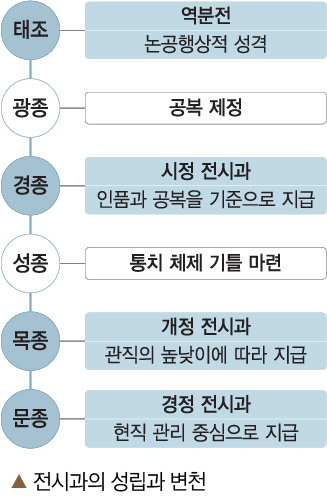 태조
역분전
논공행상적 성격
광종
공복 제정
경종
시정 전시과
인품과 공복을 기준으로 지급
성종
통치 체제 기틀 마련
목종
개정 전시과
관직의 높낮이에 따라 지급
문종
경정 전시과
현직 관리 중심으로 지급
▲ 전시과의 성립과 변천